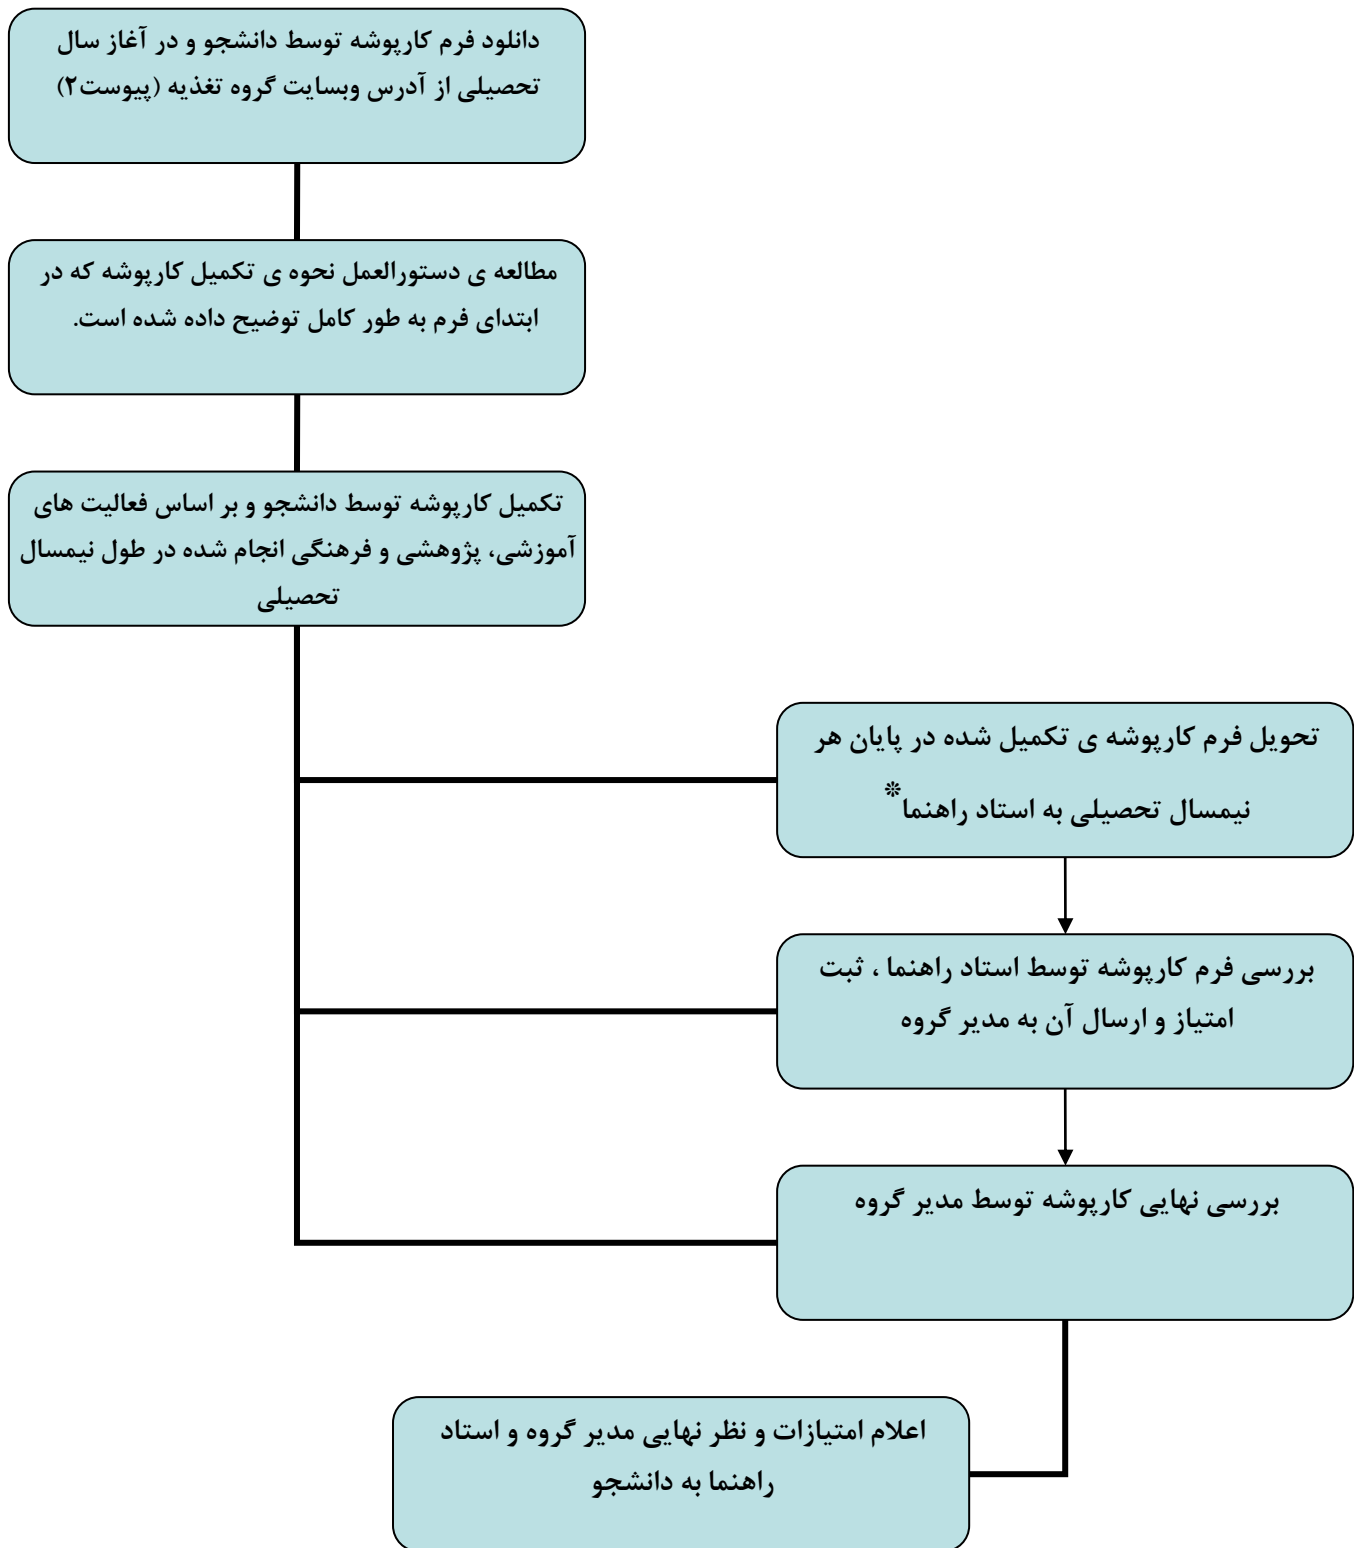 دانلود فرم کارپوشه توسط دانشجو و در آغاز سال
تحصیلی از آدرس وبسایت گروه تغذیه (پیوست۲)
مطالعه ی دستورالعمل نحوه ی تکمیل کارپوشه که در
ابتدای فرم به طور کامل توضیح داده شده است.
تکمیل کارپوشه توسط دانشجو و بر اساس فعالیت های
آموزشی، پژوهشی و فرهنگی انجام شده در طول نیمسال
تحصیلی
تحویل فرم کارپوشه ی تکمیل شده در پایان هر
نیمسال تحصیلی به استاد راهنما*
بررسی فرم کارپوشه توسط استاد راهنما ، ثبت
امتیاز و ارسال آن به مدیر گروه
بررسی نهایی کارپوشه توسط مدیر گروه
اعلام امتیازات و نظر نهایی مدیر گروه و استاد
راهنما به دانشجو